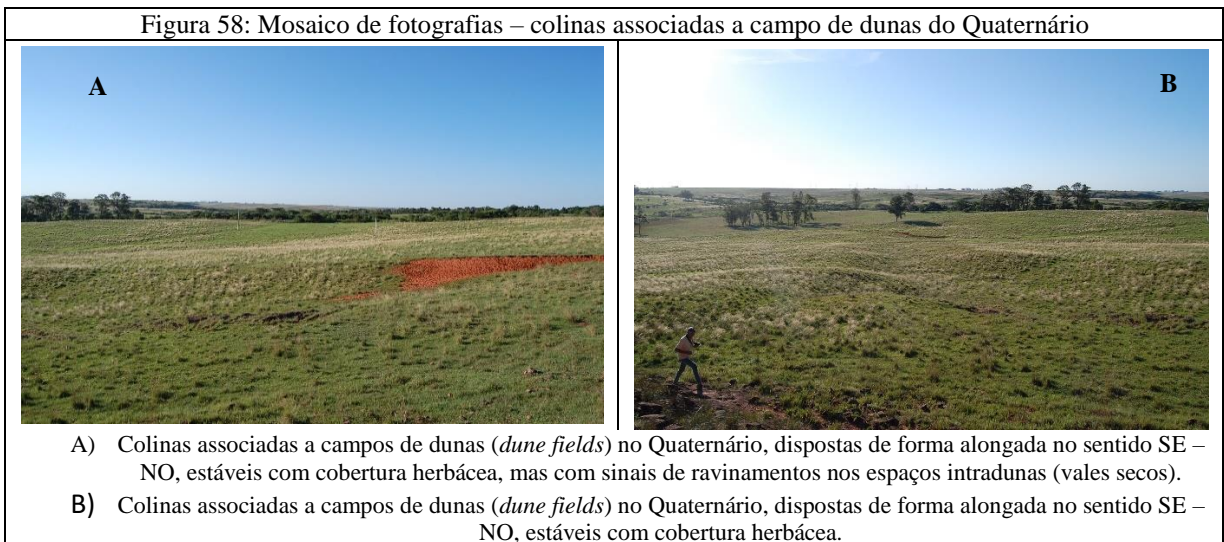 Figura 58: Mosaico de fotografias – colinas associadas a campo de dunas do Quaternário
A
B
A) Colinas associadas a campos de dunas (dune fields) no Quaternário, dispostas de forma alongada no sentido SE –
NO, estáveis com cobertura herbácea, mas com sinais de ravinamentos nos espaços intradunas (vales secos).
B) Colinas associadas a campos de dunas (dune fields) no Quaternário, dispostas de forma alongada no sentido SE –
NO, estáveis com cobertura herbácea.